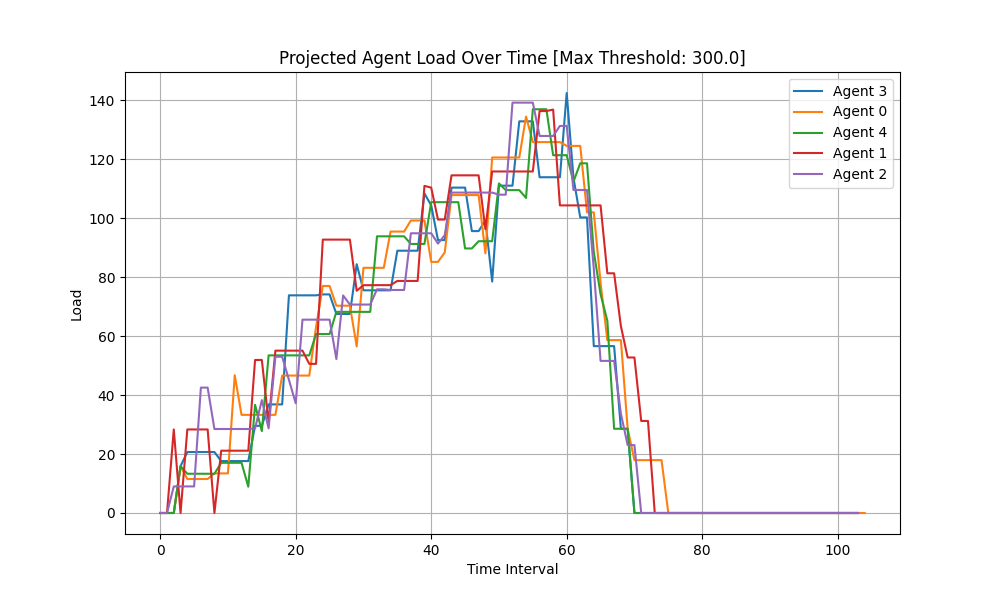 Projected Agent Load Over Time [Max Threshold: 300.0]
Load
140
120
100
80
60
40
20
0
Agent 3
Agent 0
Agent 4
Agent 1
Agent 2
0 20 40 60 80 100
Time Interval